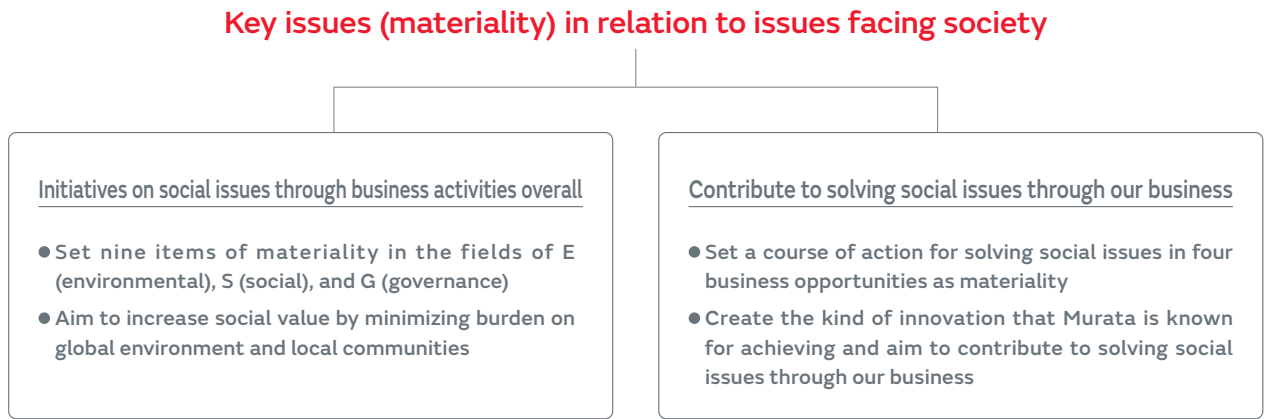 Key issues (materiality) in relation to issues facing society
Initiatives on social issues through business activities overall
● Set nine items of materiality in the fields of E
(environmental), S (social), and G (governance)
● Aim to increase social value by minimizing burden on
global environment and local communities
Contribute to solving social issues through our business
● Set a course of action for solving social issues in four
business opportunities as materiality
● Create the kind of innovation that Murata is known
for achieving and aim to contribute to solving social
issues through our business